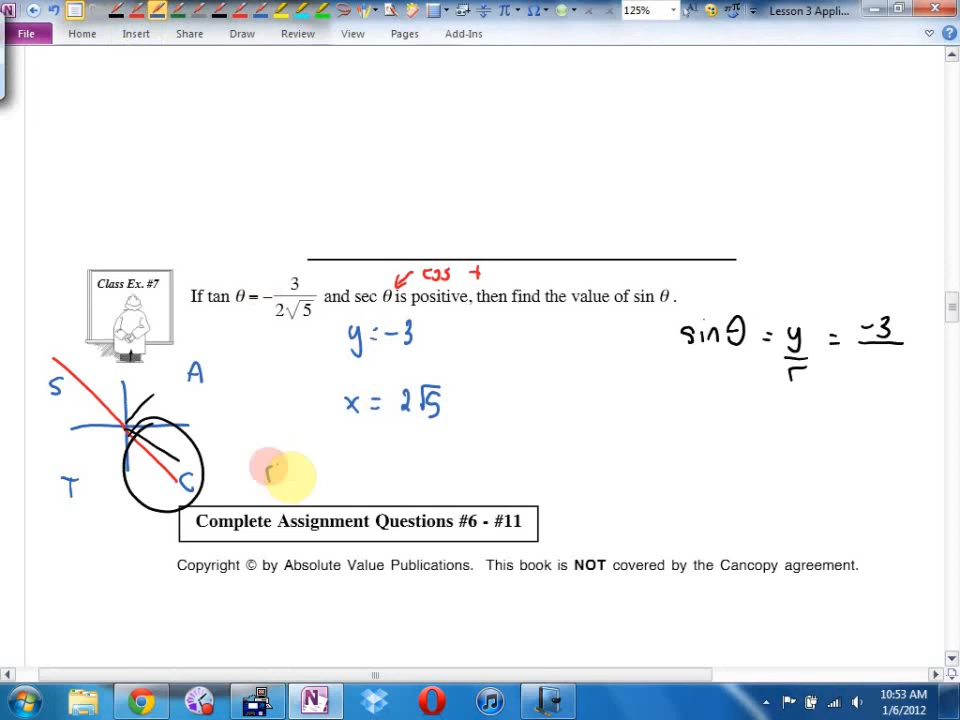 125%
Lesson 3 Appli...
File Home Insert Share Draw Review View Pages Add-Ins
cos +
Class Ex. #7
If tan θ = − 3 / 2√5 and sec θ is positive, then find the value of sin θ .
y = -3
sin θ = y / r = -3
S A
x = 2√5
T C
r
Complete Assignment Questions #6 - #11
Copyright © by Absolute Value Publications. This book is NOT covered by the Cancopy agreement.
10:53 AM
1/6/2012